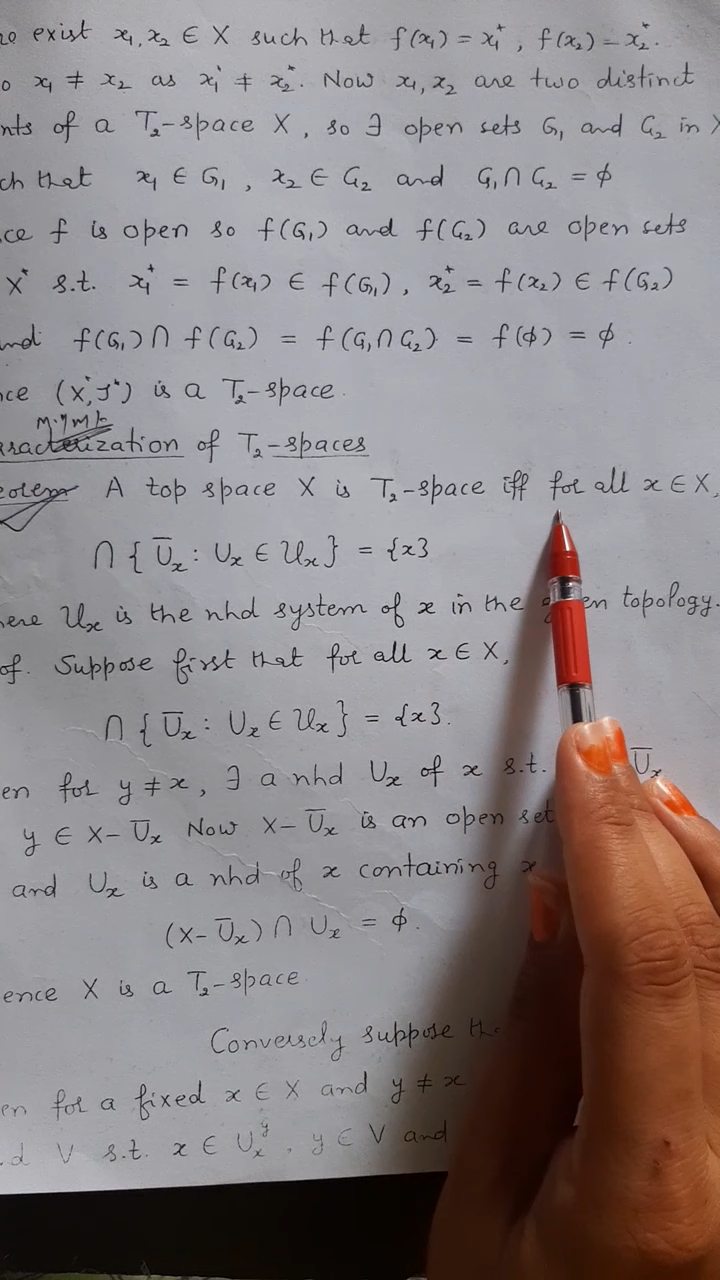 exist x₁, x₂ ∈ X such that f(x₁) = x₁*, f(x₂) = x₂*.
x₁ ≠ x₂ as x₁* ≠ x₂*. Now x₁, x₂ are two distinct
nts of a T₂-space X, so ∃ open sets G₁ and G₂ in X
ch that x₁ ∈ G₁, x₂ ∈ G₂ and G₁ ∩ G₂ = ϕ
ce f is open so f(G₁) and f(G₂) are open sets
X* s.t. x₁* = f(x₁) ∈ f(G₁), x₂* = f(x₂) ∈ f(G₂)
nd f(G₁) ∩ f(G₂) = f(G₁ ∩ G₂) = f(ϕ) = ϕ.
ce (X*, J*) is a T₂-space.
racterization of T₂-spaces
eorem A top space X is T₂-space iff for all x ∈ X,
∩ { U̅ₓ : Uₓ ∈ 𝒰ₓ } = {x}
here 𝒰ₓ is the nhd system of x in the en topology.
of. Suppose first that for all x ∈ X,
∩ { U̅ₓ : Uₓ ∈ 𝒰ₓ } = {x}.
en for y ≠ x, ∃ a nhd Uₓ of x s.t. U̅ₓ
y ∈ X - U̅ₓ Now X - U̅ₓ is an open set
and Uₓ is a nhd of x containing x
(X - U̅ₓ) ∩ Uₓ = ϕ.
ence X is a T₂-space.
Conversely suppose th
en for a fixed x ∈ X and y ≠ x
d V s.t. x ∈ Uₓʸ, y ∈ V and